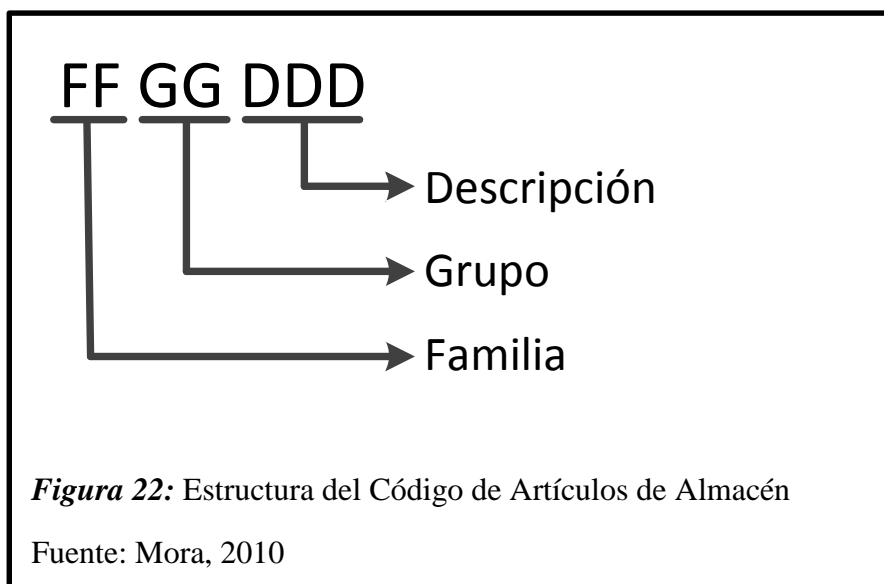 FF GG DDD
Descripción
Grupo
Familia
Figura 22: Estructura del Código de Artículos de Almacén
Fuente: Mora, 2010